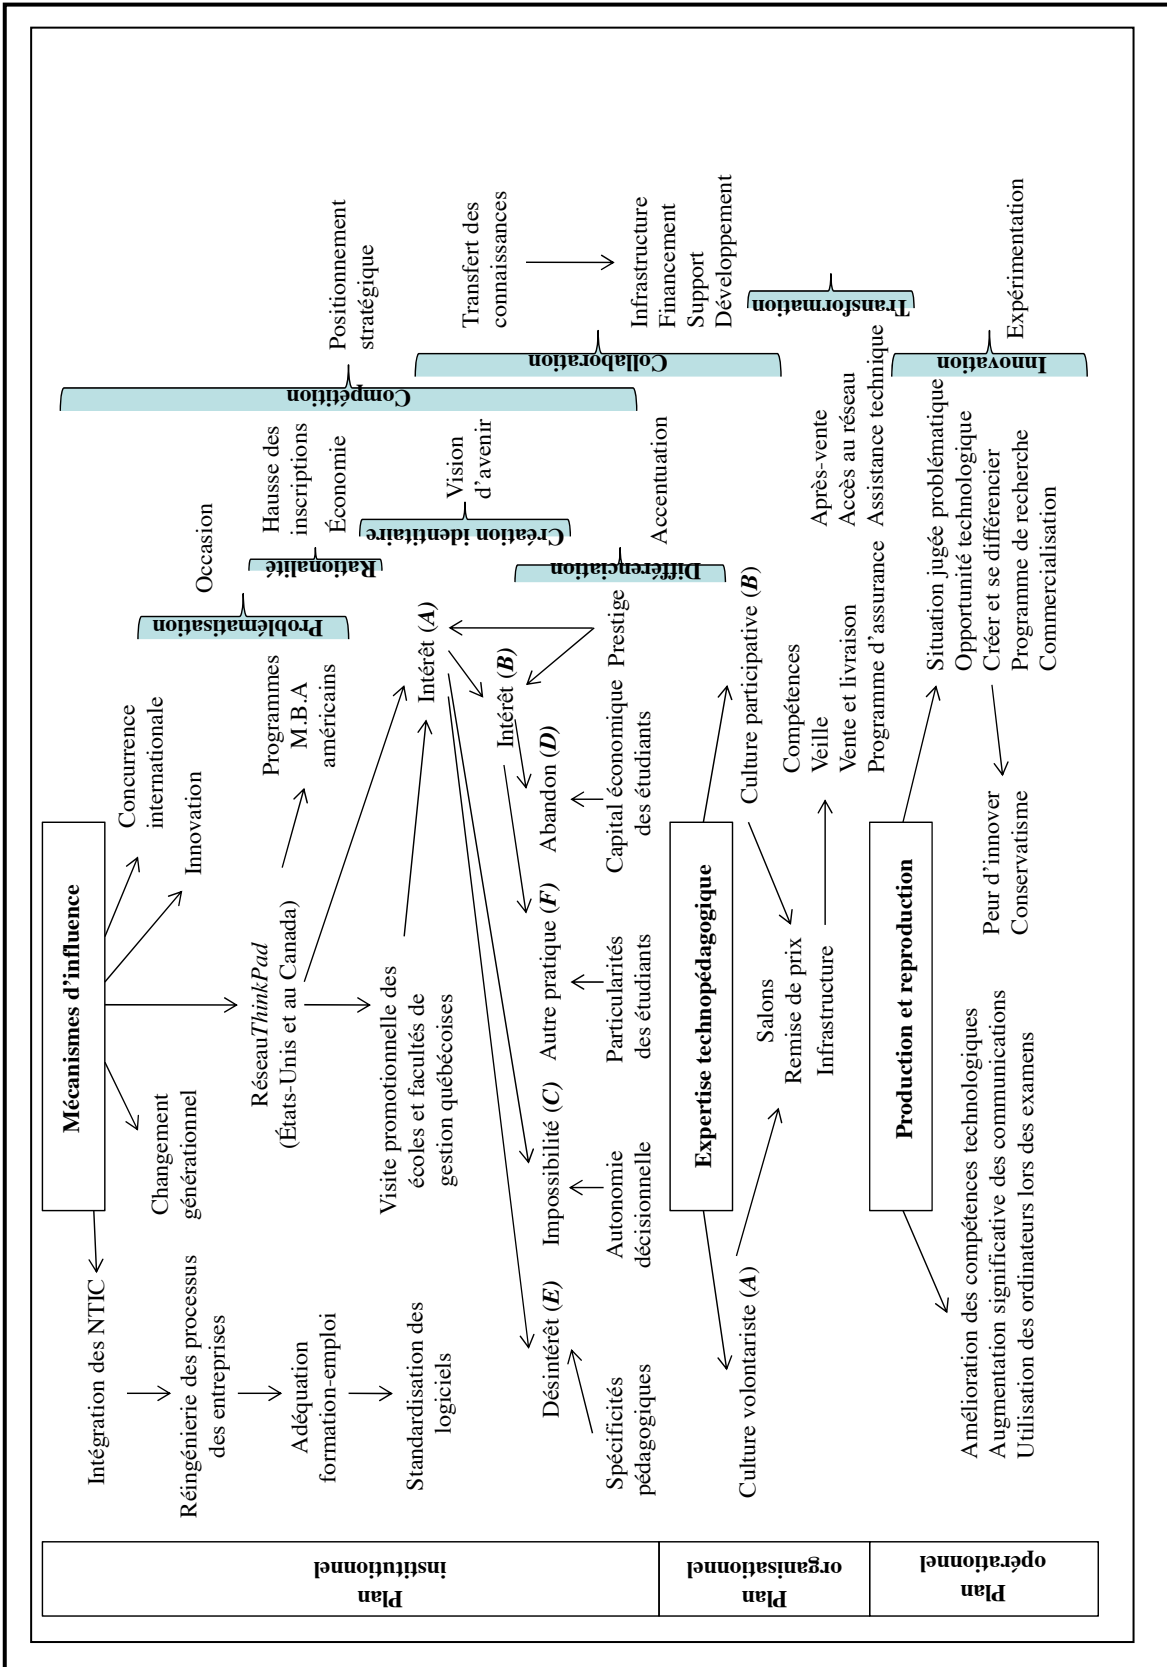 Plan
institutionnel
Plan
organisationnel
Plan
opérationnel
Mécanismes d'influence
Intégration des NTIC
Réingénierie des processus
des entreprises
Adéquation
formation-emploi
Standardisation des
logiciels
Changement
générationnel
Concurrence
internationale
Innovation
RéseauThinkPad
(États-Unis et au Canada)
Programmes
M.B.A
américains
Visite promotionnelle des
écoles et facultés de
gestion québécoises
Intérêt (A)
Intérêt (B)
Désintérêt (E)
Impossibilité (C)
Autre pratique (F)
Abandon (D)
Spécificités
pédagogiques
Autonomie
décisionnelle
Particularités
des étudiants
Capital économique
des étudiants
Prestige
Problématisation
Occasion
Rationalité
Hausse des
inscriptions
Économie
Création identitaire
Vision
d'avenir
Différenciation
Accentuation
Compétition
Positionnement
stratégique
Collaboration
Transfert des
connaissances
Infrastructure
Financement
Support
Développement
Expertise technopédagogique
Culture volontariste (A)
Culture participative (B)
Salons
Remise de prix
Infrastructure
Compétences
Veille
Vente et livraison
Programme d'assurance
Après-vente
Accès au réseau
Assistance technique
Transformation
Production et reproduction
Amélioration des compétences technologiques
Augmentation significative des communications
Utilisation des ordinateurs lors des examens
Peur d'innover
Conservatisme
Situation jugée problématique
Opportunité technologique
Créer et se différencier
Programme de recherche
Commercialisation
Innovation
Expérimentation